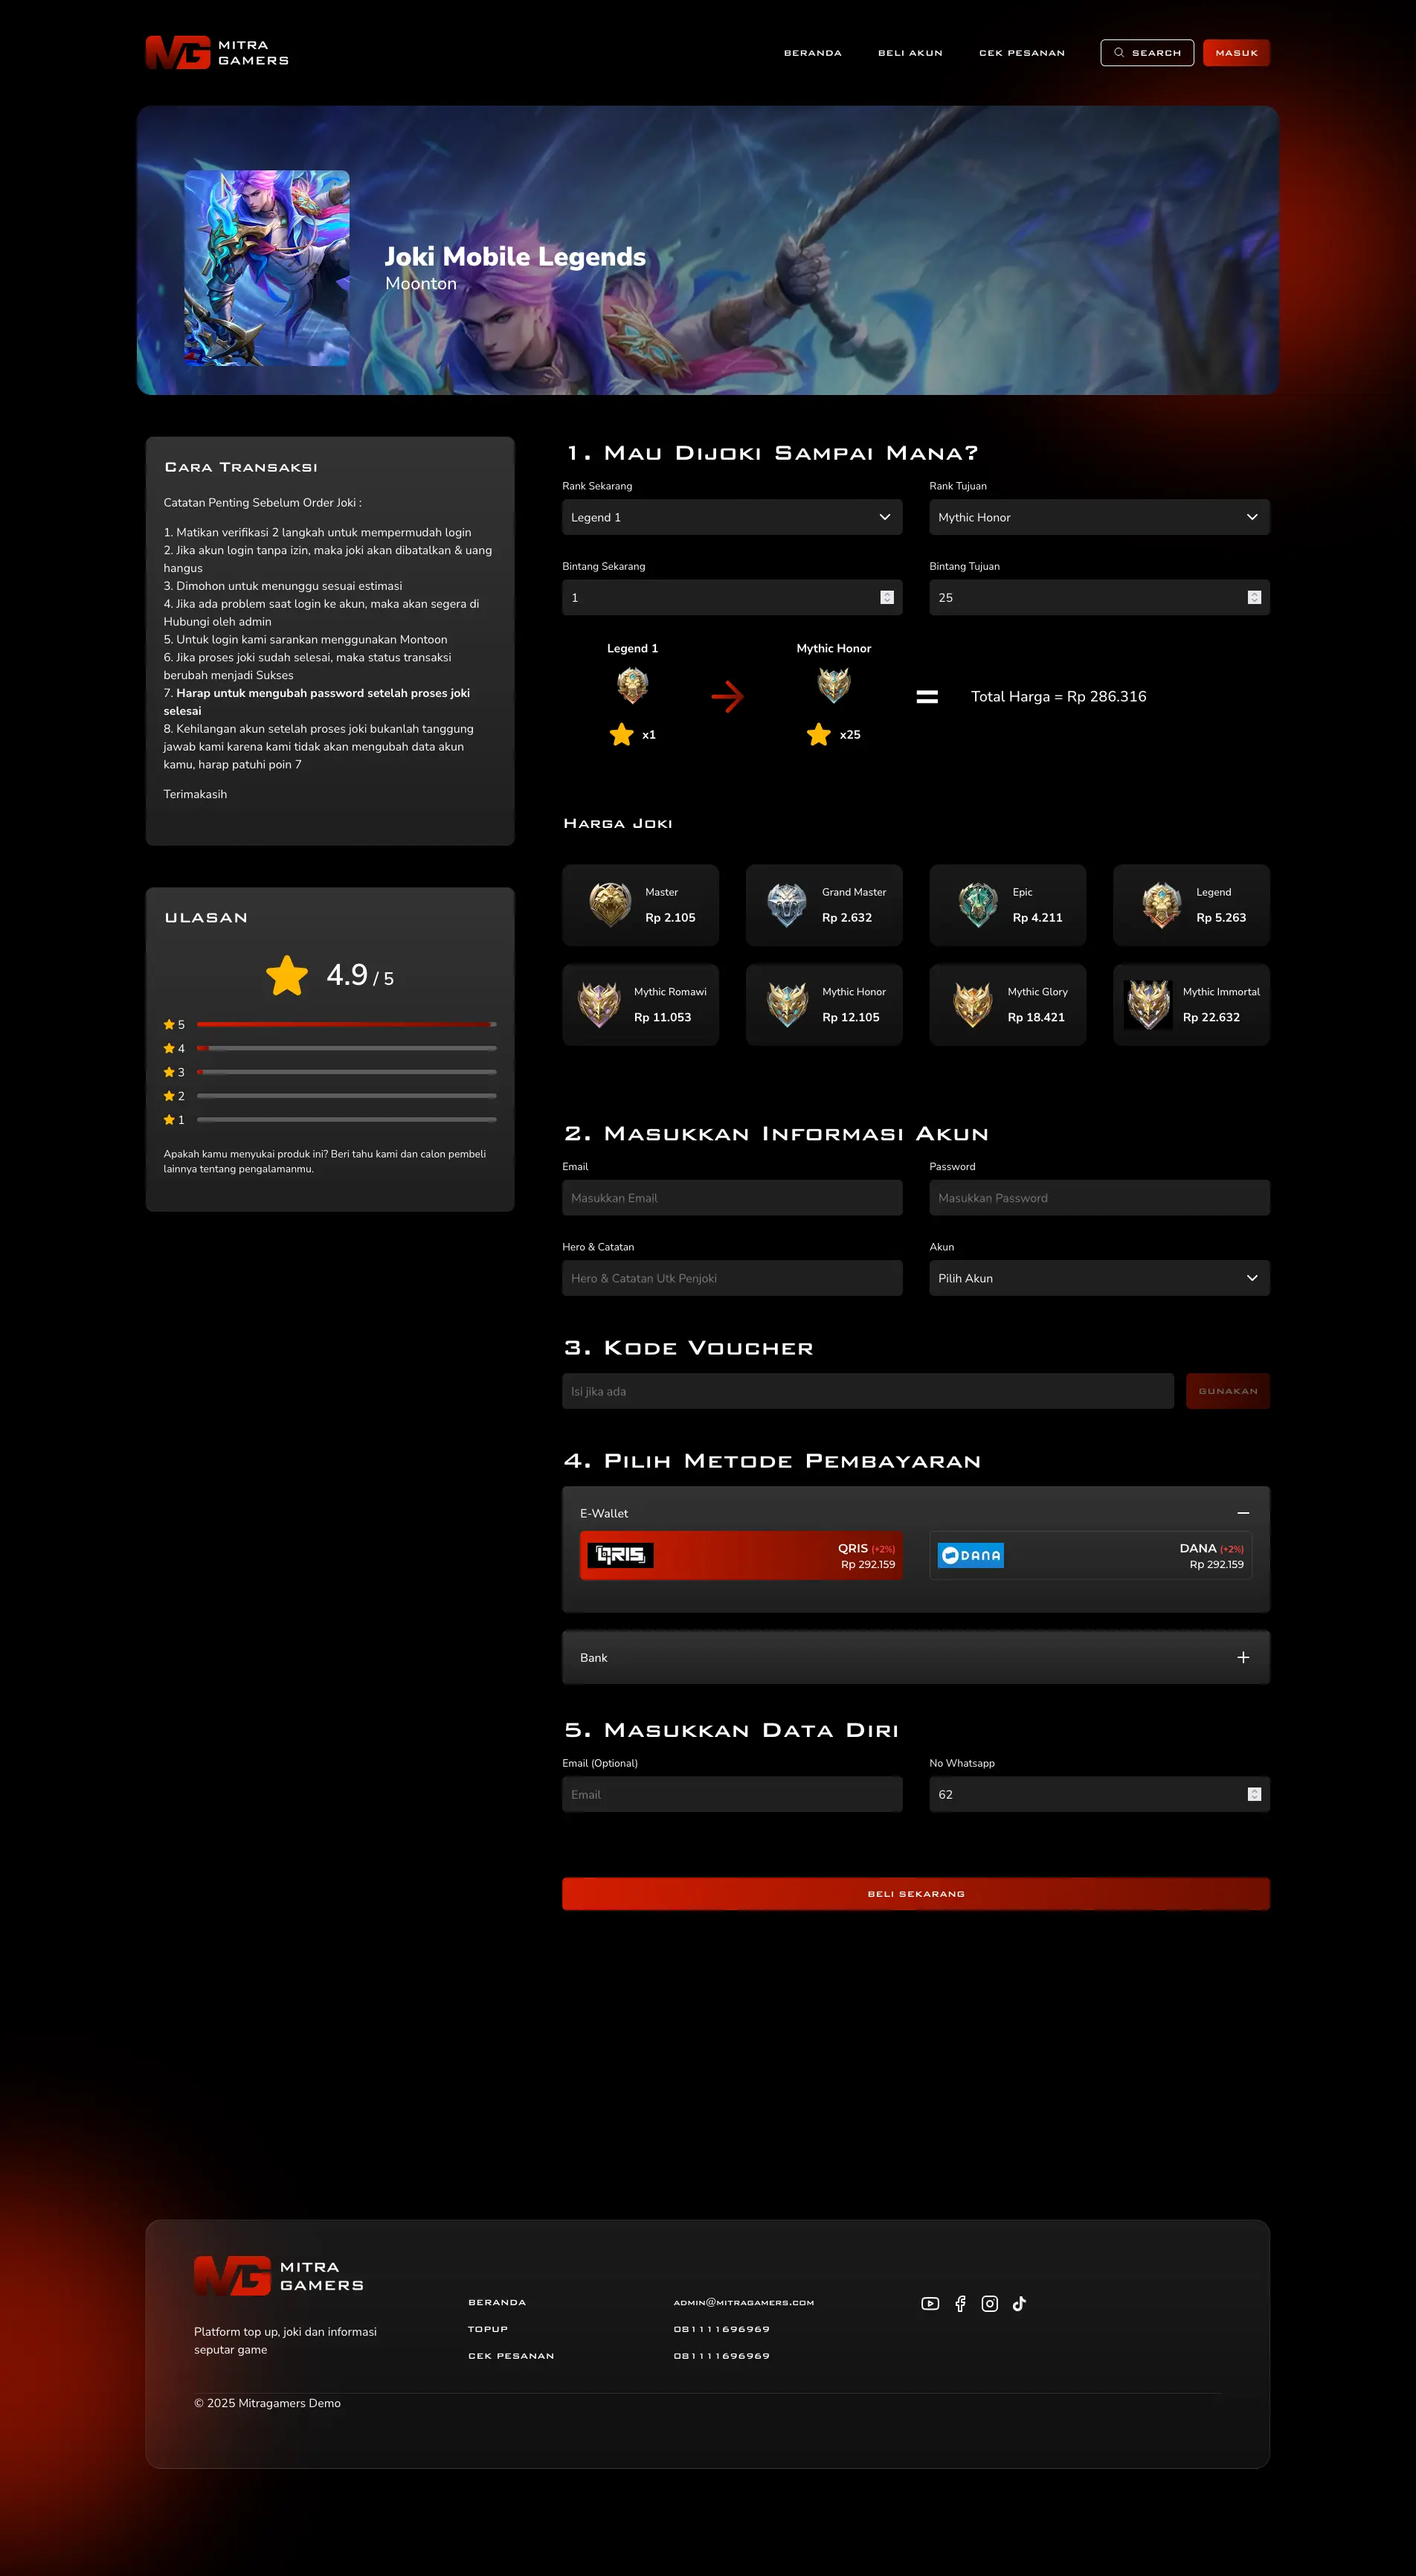 MG MITRA
GAMERS
BERANDA
BELI AKUN
CEK PESANAN
SEARCH
MASUK
Joki Mobile Legends
Moonton
Cara Transaksi
Catatan Penting Sebelum Order Joki :
1. Matikan verifikasi 2 langkah untuk mempermudah login
2. Jika akun login tanpa izin, maka joki akan dibatalkan & uang
hangus
3. Dimohon untuk menunggu sesuai estimasi
4. Jika ada problem saat login ke akun, maka akan segera di
Hubungi oleh admin
5. Untuk login kami sarankan menggunakan Montoon
6. Jika proses joki sudah selesai, maka status transaksi
berubah menjadi Sukses
7. Harap untuk mengubah password setelah proses joki
selesai
8. Kehilangan akun setelah proses joki bukanlah tanggung
jawab kami karena kami tidak akan mengubah data akun
kamu, harap patuhi poin 7
Terimakasih
ULASAN
4.9 / 5
5
4
3
2
1
Apakah kamu menyukai produk ini? Beri tahu kami dan calon pembeli
lainnya tentang pengalamanmu.
1. Mau Dijoki Sampai Mana?
Rank Sekarang
Legend 1
Rank Tujuan
Mythic Honor
Bintang Sekarang
1
Bintang Tujuan
25
Legend 1
x1
Mythic Honor
x25
=
Total Harga = Rp 286.316
Harga Joki
Master
Rp 2.105
Grand Master
Rp 2.632
Epic
Rp 4.211
Legend
Rp 5.263
Mythic Romawi
Rp 11.053
Mythic Honor
Rp 12.105
Mythic Glory
Rp 18.421
Mythic Immortal
Rp 22.632
2. Masukkan Informasi Akun
Email
Masukkan Email
Password
Masukkan Password
Hero & Catatan
Hero & Catatan Utk Penjoki
Akun
Pilih Akun
3. Kode Voucher
Isi jika ada
GUNAKAN
4. Pilih Metode Pembayaran
E-Wallet
QRIS
QRIS (+2%)
Rp 292.159
DANA
DANA (+2%)
Rp 292.159
Bank
5. Masukkan Data Diri
Email (Optional)
Email
No Whatsapp
62
BELI SEKARANG
MG MITRA
GAMERS
Platform top up, joki dan informasi
seputar game
BERANDA
TOPUP
CEK PESANAN
ADMIN@MITRAGAMERS.COM
081111696969
081111696969
© 2025 Mitragamers Demo